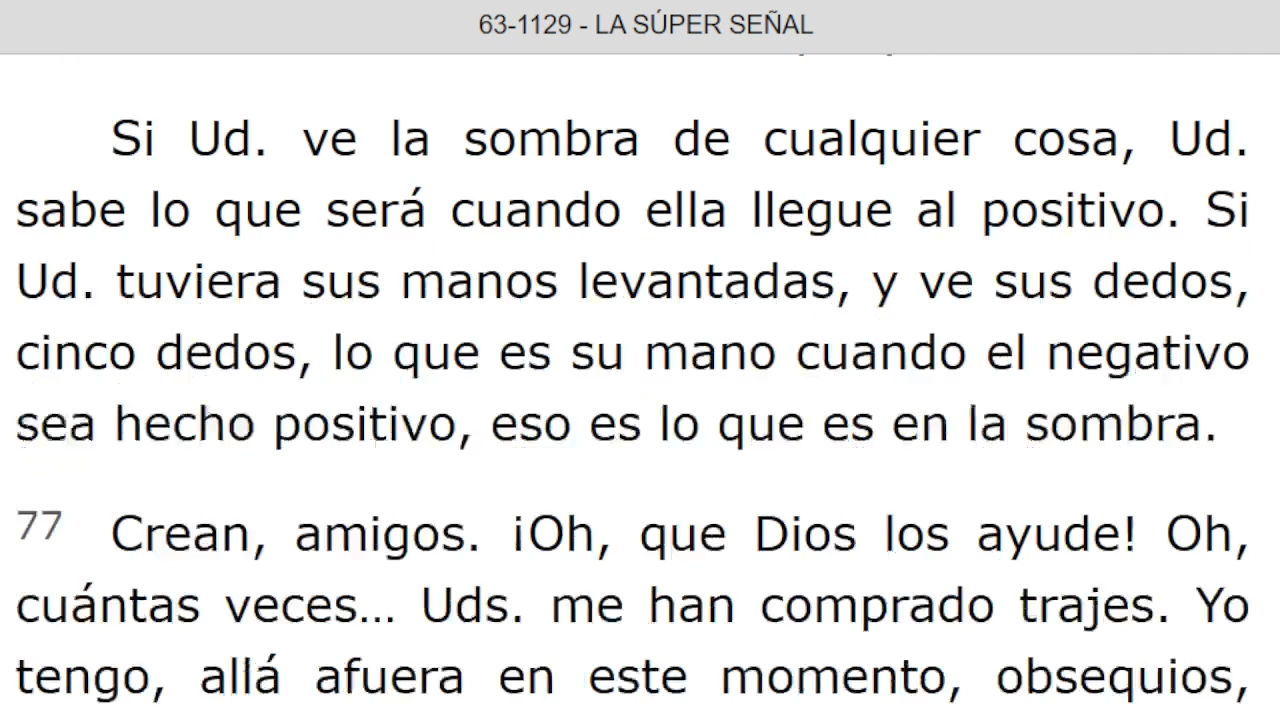 63-1129 - LA SÚPER SEÑAL
Si Ud. ve la sombra de cualquier cosa, Ud.
sabe lo que será cuando ella llegue al positivo. Si
Ud. tuviera sus manos levantadas, y ve sus dedos,
cinco dedos, lo que es su mano cuando el negativo
sea hecho positivo, eso es lo que es en la sombra.
77 Crean, amigos. ¡Oh, que Dios los ayude! Oh,
cuántas veces… Uds. me han comprado trajes. Yo
tengo, allá afuera en este momento, obsequios,